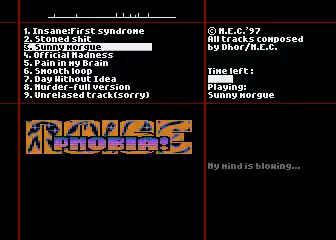 1. Insane:First syndrome
2. Stoned shit
3. Sunny morgue
4. Official Madness
5. Pain in my Brain
6. Smooth loop
7. Day Without Idea
8. Murder-full version
9. Unrelased track(sorry)
© M.E.C.'97
All tracks composed
by Dhor/M.E.C.
Time left :
Playing:
Sunny morgue
NOISE
PHOBIA!
My mind is blowing...